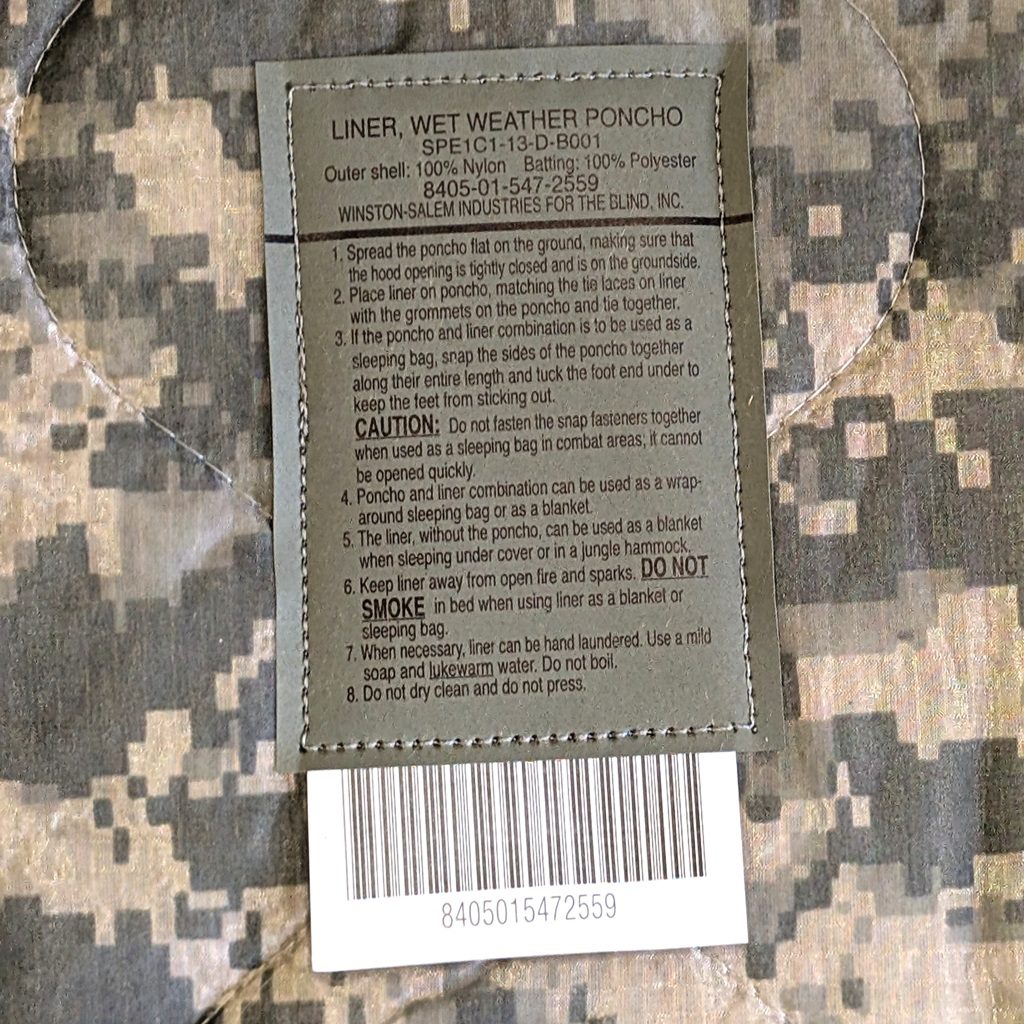 LINER, WET WEATHER PONCHO
SPE1C1-13-D-B001
Outer shell: 100% Nylon Batting: 100% Polyester
8405-01-547-2559
WINSTON-SALEM INDUSTRIES FOR THE BLIND, INC.
1. Spread the poncho flat on the ground, making sure that
the hood opening is tightly closed and is on the groundside.
2. Place liner on poncho, matching the tie laces on liner
with the grommets on the poncho and tie together.
3. If the poncho and liner combination is to be used as a
sleeping bag, snap the sides of the poncho together
along their entire length and tuck the foot end under to
keep the feet from sticking out.
CAUTION: Do not fasten the snap fasteners together
when used as a sleeping bag in combat areas; it cannot
be opened quickly.
4. Poncho and liner combination can be used as a wrap-
around sleeping bag or as a blanket.
5. The liner, without the poncho, can be used as a blanket
when sleeping under cover or in a jungle hammock.
6. Keep liner away from open fire and sparks. DO NOT
SMOKE in bed when using liner as a blanket or
sleeping bag.
7. When necessary, liner can be hand laundered. Use a mild
soap and lukewarm water. Do not boil.
8. Do not dry clean and do not press.
8405015472559